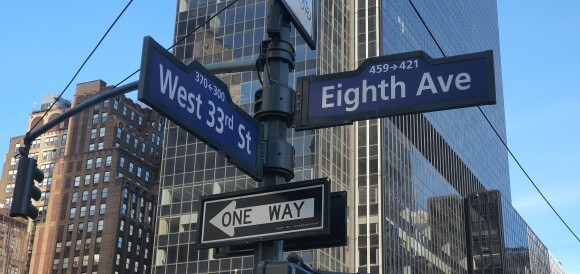 370←300
West 33rd St
459→421
Eighth Ave
ONE WAY